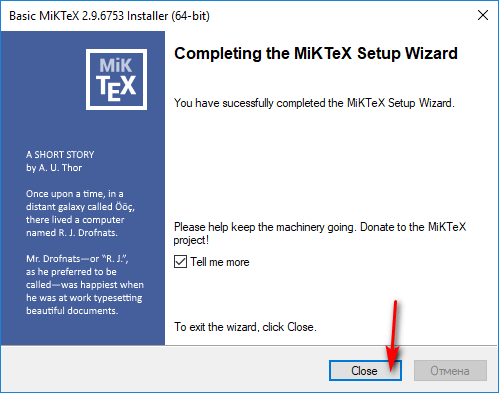 Basic MiKTeX 2.9.6753 Installer (64-bit)
MiK
TEX
Completing the MiKTeX Setup Wizard
You have sucessfully completed the MiKTeX Setup Wizard.
A SHORT STORY
by A. U. Thor
Once upon a time, in a
distant galaxy called Ööç,
there lived a computer
named R. J. Drofnats.
Mr. Drofnats—or “R. J.”,
as he preferred to be
called—was happiest when
he was at work typesetting
beautiful documents.
Please help keep the machinery going. Donate to the MiKTeX
project!
Tell me more
To exit the wizard, click Close.
Close
Отмена